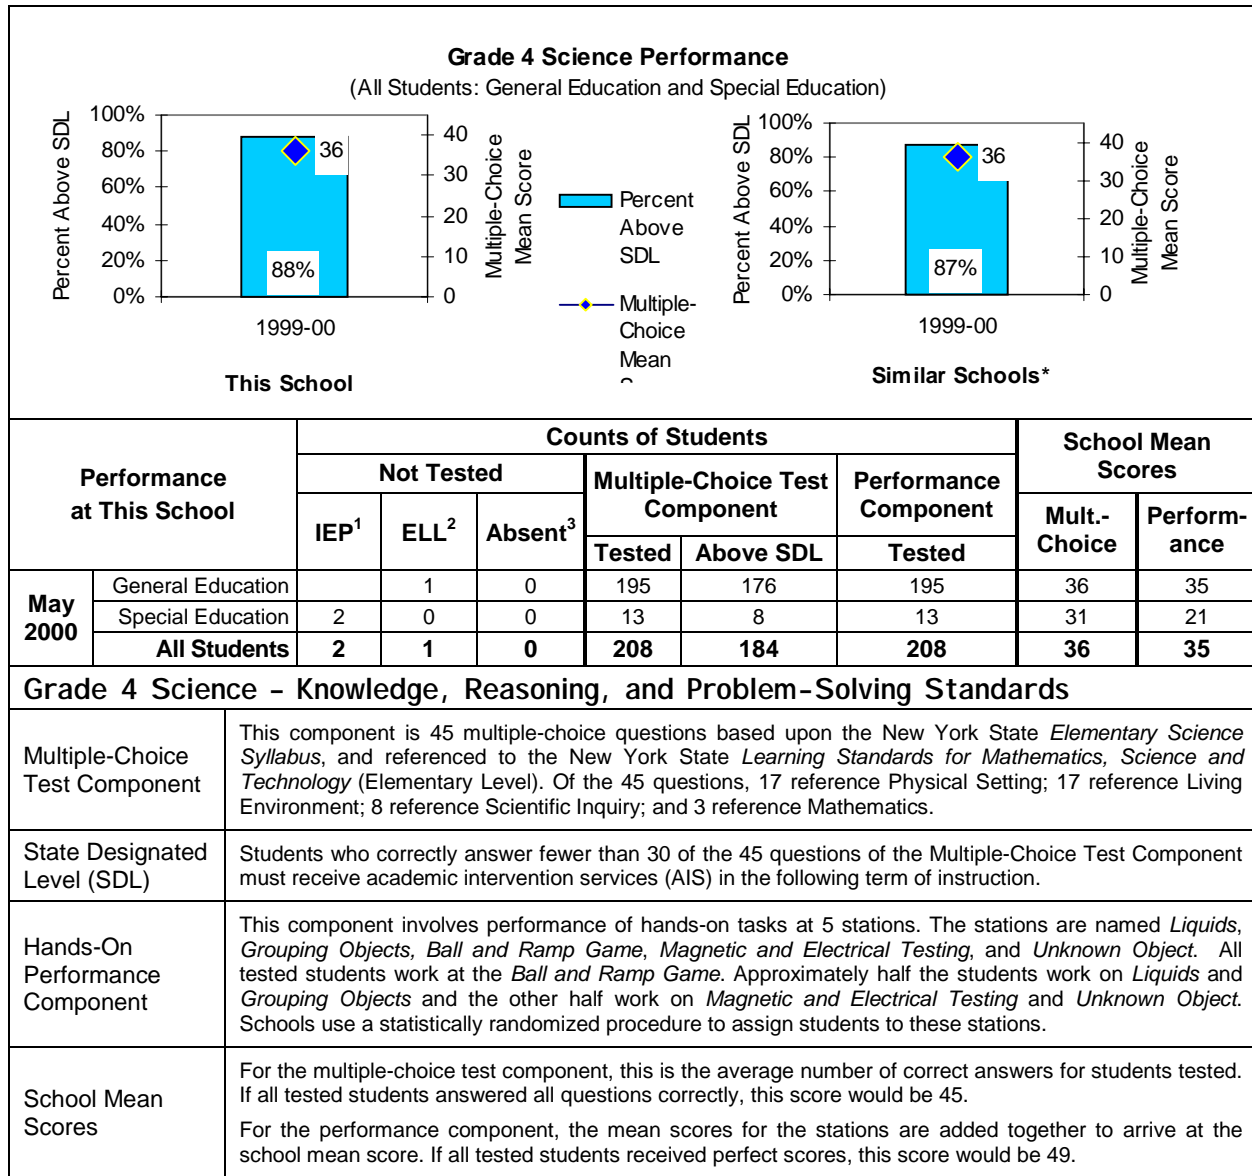 Grade 4 Science Performance
(All Students: General Education and Special Education)
Percent Above SDL
100%
80%
60%
40%
20%
0%
36
88%
40
30
20
10
0
Multiple-Choice
Mean Score
1999-00
This School
Percent
Above
SDL
Multiple-
Choice
Mean
Percent Above SDL
100%
80%
60%
40%
20%
0%
36
87%
40
30
20
10
0
Multiple-Choice
Mean Score
1999-00
Similar Schools*
Performance
at This School
Counts of Students
School Mean
Scores
Not Tested
Multiple-Choice Test
Component
Performance
Component
IEP1 ELL2 Absent3
Tested Above SDL Tested
Mult.-
Choice
Perform-
ance
May
2000
General Education 1 0 195 176 195 36 35
Special Education 2 0 0 13 8 13 31 21
All Students 2 1 0 208 184 208 36 35
Grade 4 Science – Knowledge, Reasoning, and Problem-Solving Standards
Multiple-Choice
Test Component
This component is 45 multiple-choice questions based upon the New York State Elementary Science
Syllabus, and referenced to the New York State Learning Standards for Mathematics, Science and
Technology (Elementary Level). Of the 45 questions, 17 reference Physical Setting; 17 reference Living
Environment; 8 reference Scientific Inquiry; and 3 reference Mathematics.
State Designated
Level (SDL)
Students who correctly answer fewer than 30 of the 45 questions of the Multiple-Choice Test Component
must receive academic intervention services (AIS) in the following term of instruction.
Hands-On
Performance
Component
This component involves performance of hands-on tasks at 5 stations. The stations are named Liquids,
Grouping Objects, Ball and Ramp Game, Magnetic and Electrical Testing, and Unknown Object. All
tested students work at the Ball and Ramp Game. Approximately half the students work on Liquids and
Grouping Objects and the other half work on Magnetic and Electrical Testing and Unknown Object.
Schools use a statistically randomized procedure to assign students to these stations.
School Mean
Scores
For the multiple-choice test component, this is the average number of correct answers for students tested.
If all tested students answered all questions correctly, this score would be 45.
For the performance component, the mean scores for the stations are added together to arrive at the
school mean score. If all tested students received perfect scores, this score would be 49.